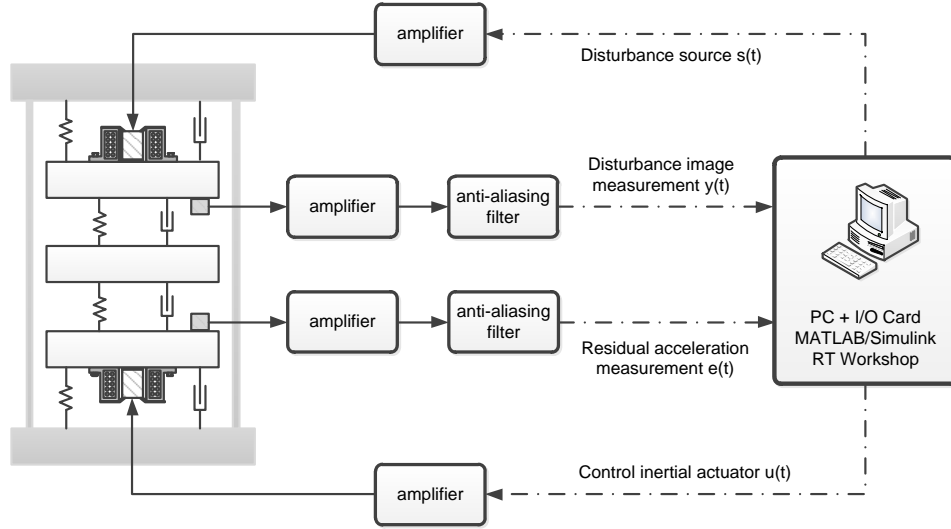 amplifier
Disturbance source s(t)
Disturbance image
measurement y(t)
amplifier
anti-aliasing
filter
amplifier
anti-aliasing
filter
Residual acceleration
measurement e(t)
PC + I/O Card
MATLAB/Simulink
RT Workshop
Control inertial actuator u(t)
amplifier